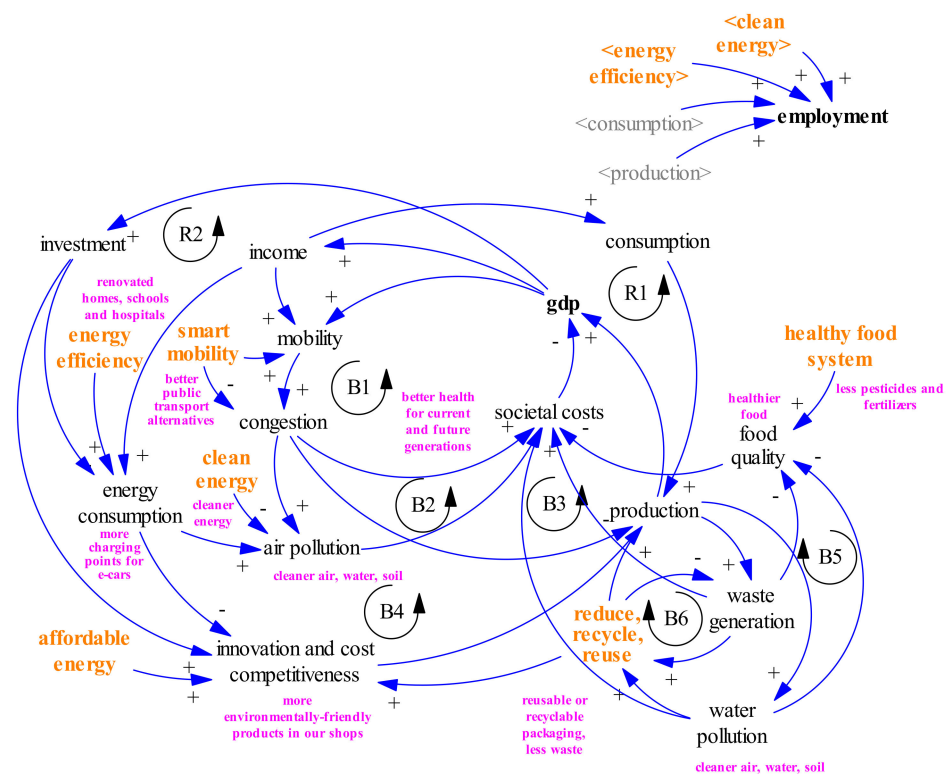 <clean
energy>
<energy
efficiency>
+
+
+
employment
<consumption>
+
<production>
+
investment
+
R2
income
+
consumption
R1
renovated
homes, schools
and hospitals
energy
efficiency
smart
mobility
+
+
mobility
gdp
-
+
healthy food
system
less pesticides and
fertilizers
better
public
transport
alternatives
-
+
+
B1
better health
for current
and future
generations
congestion
societal costs
+
-
+
healthier
food
food
quality
+
-
clean
energy
cleaner
energy
+
-
+
energy
consumption
more
charging
points for
e-cars
-
+
+
air pollution
cleaner air, water, soil
B2
B3
-
production
+
+
-
-
+
B5
waste
generation
B6
reduce,
recycle,
reuse
+
+
B4
-
innovation and cost
competitiveness
+
+
+
more
environmentally-friendly
products in our shops
affordable
energy
reusable or
recyclable
packaging,
less waste
+
water
pollution
cleaner air, water, soil